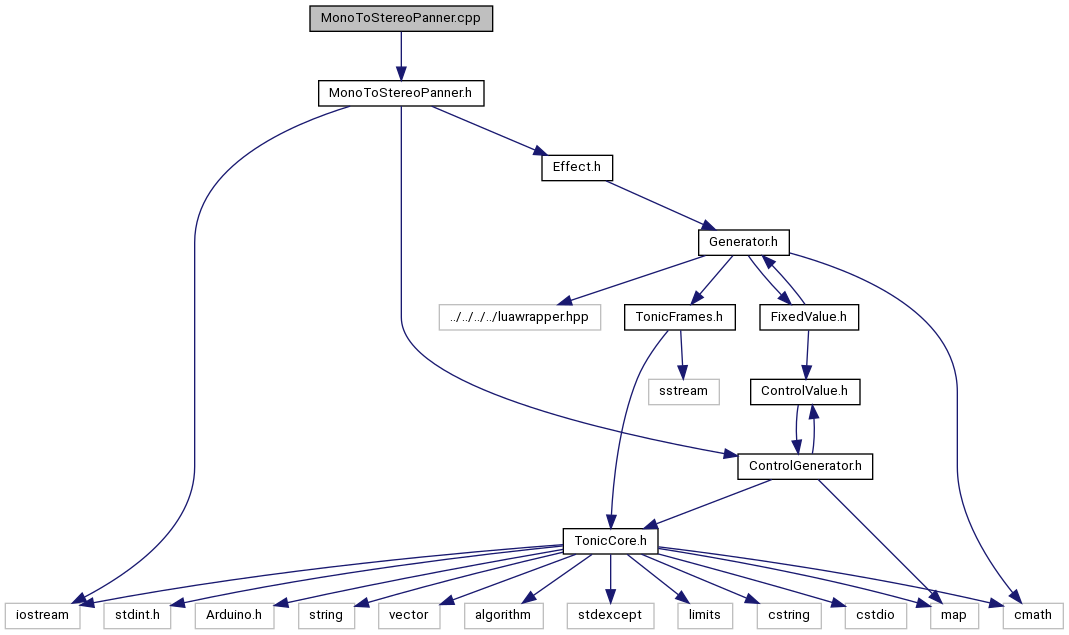 MonoToStereoPanner.cpp
MonoToStereoPanner.h
Effect.h
Generator.h
../../../../luawrapper.hpp
TonicFrames.h
FixedValue.h
sstream
ControlValue.h
ControlGenerator.h
TonicCore.h
iostream
stdint.h
Arduino.h
string
vector
algorithm
stdexcept
limits
cstring
cstdio
map
cmath